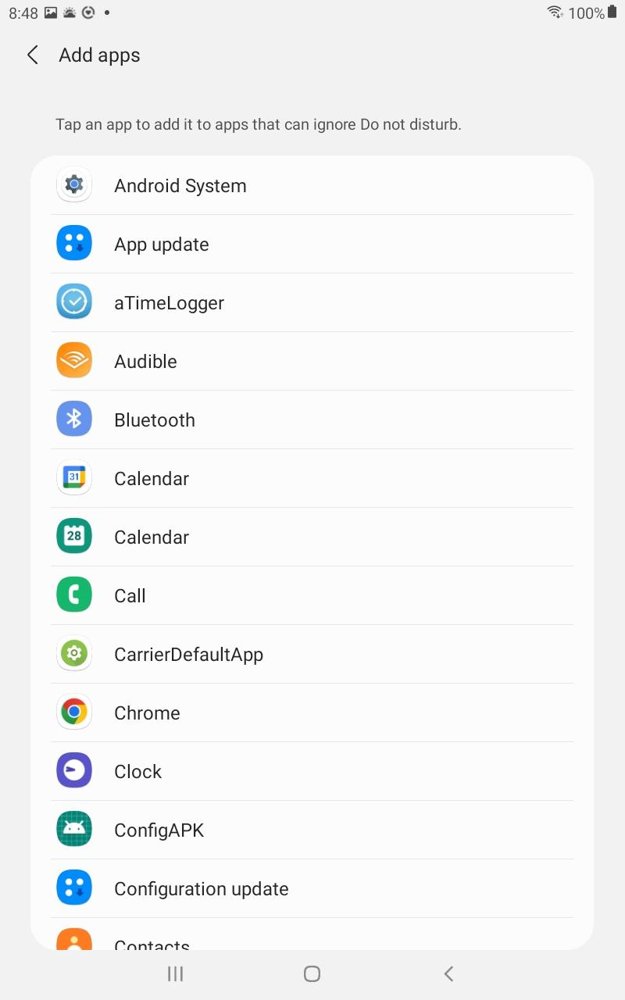 8:48
100%
Add apps
Tap an app to add it to apps that can ignore Do not disturb.
Android System
App update
aTimeLogger
Audible
Bluetooth
31
Calendar
28
Calendar
Call
CarrierDefaultApp
Chrome
Clock
ConfigAPK
Configuration update
Contacts